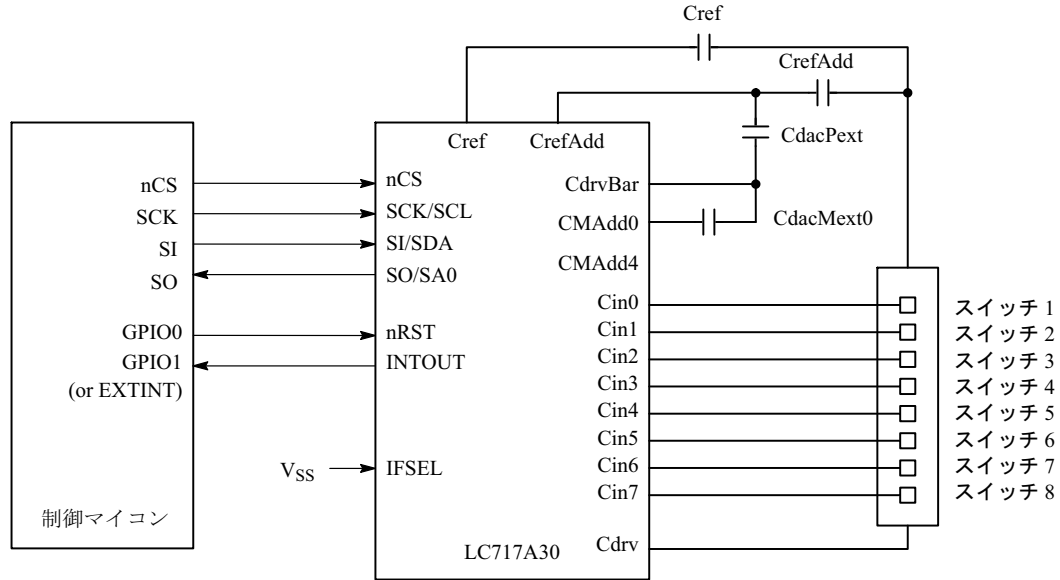 Cref
CrefAdd
Cref
CrefAdd
CdacPext
nCS
SCK
SI
SO
GPIO0
GPIO1
(or EXTINT)
制御マイコン
nCS
SCK/SCL
SI/SDA
SO/SA0
nRST
INTOUT
VSS
IFSEL
CdrvBar
CMAdd0
CdacMext0
CMAdd4
Cin0
Cin1
Cin2
Cin3
Cin4
Cin5
Cin6
Cin7
Cdrv
LC717A30
スイッチ 1
スイッチ 2
スイッチ 3
スイッチ 4
スイッチ 5
スイッチ 6
スイッチ 7
スイッチ 8